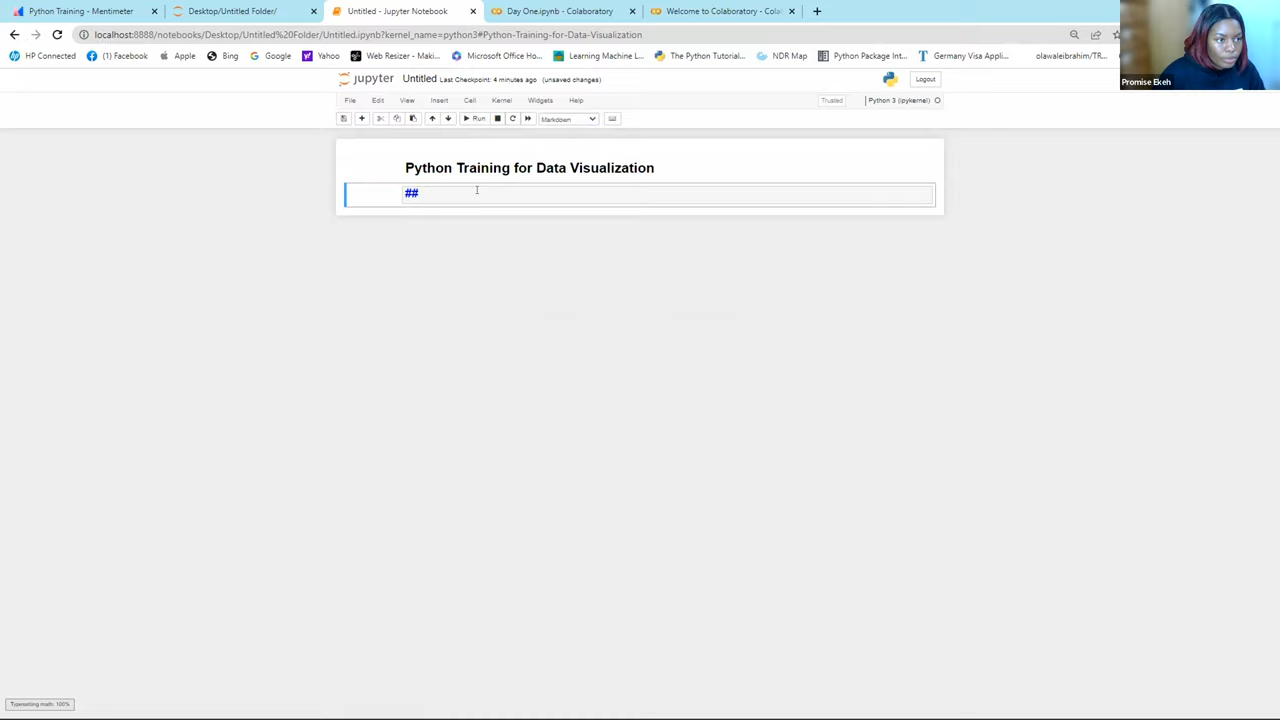 Python Training - Mentimeter
Desktop/Untitled Folder/
Untitled - Jupyter Notebook
Day One.ipynb - Colaboratory
Welcome to Colaboratory - Cola
localhost:8888/notebooks/Desktop/Untitled%20Folder/Untitled.ipynb?kernel_name=python3#Python-Training-for-Data-Visualization
HP Connected
(1) Facebook
Apple
Bing
Google
Yahoo
Web Resizer - Maki...
Microsoft Office Ho...
Learning Machine L...
The Python Tutorial...
NDR Map
Python Package Int...
Germany Visa Appli...
olawaleibrahim/TR...
Promise Ekeh
jupyter Untitled Last Checkpoint: 4 minutes ago (unsaved changes)
Logout
File Edit View Insert Cell Kernel Widgets Help
Trusted
Python 3 (ipykernel)
Run
Markdown
Python Training for Data Visualization
##
Typesetting math: 100%